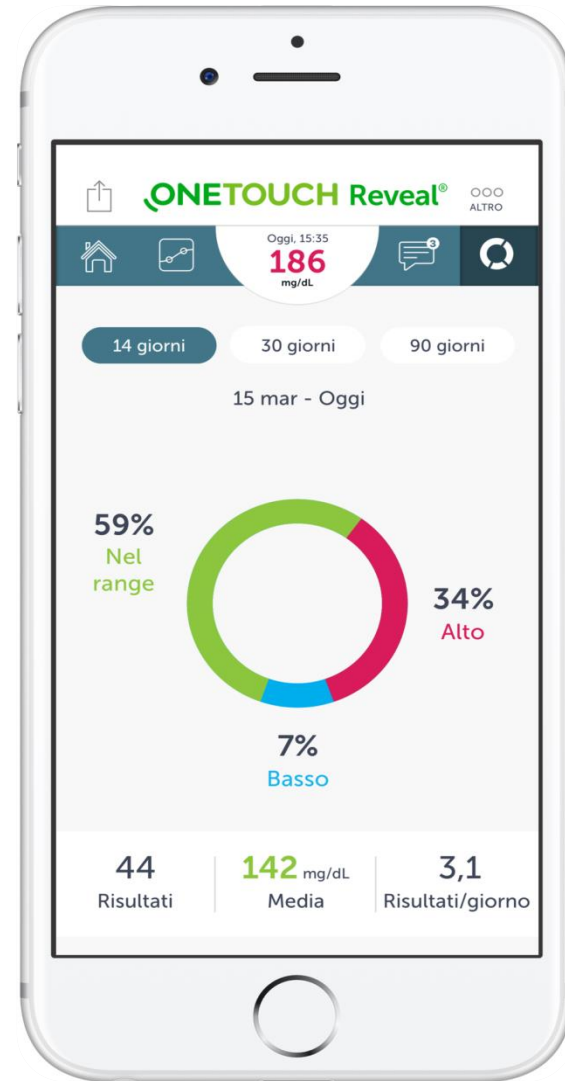 ONETOUCH Reveal®
ALTRO
Oggi, 15:35
186
mg/dL
3
14 giorni
30 giorni
90 giorni
15 mar - Oggi
59%
Nel
range
34%
Alto
7%
Basso
44
Risultati
142 mg/dL
Media
3,1
Risultati/giorno